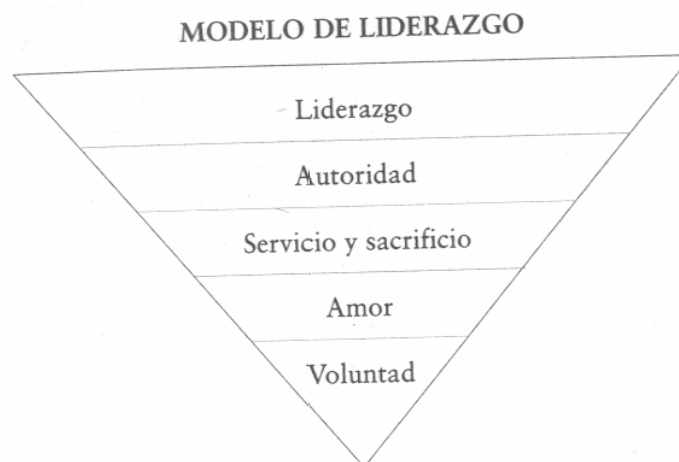 MODELO DE LIDERAZGO
Liderazgo
Autoridad
Servicio y sacrificio
Amor
Voluntad